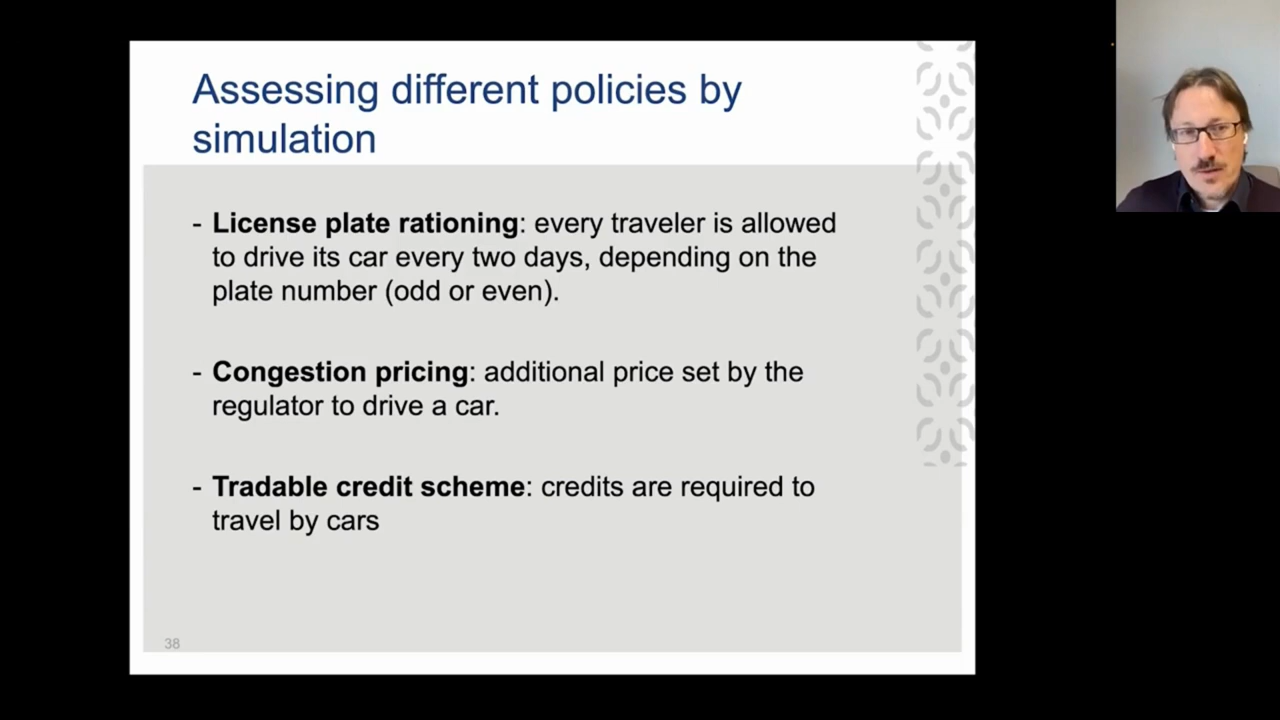 Assessing different policies by
simulation
- License plate rationing: every traveler is allowed
to drive its car every two days, depending on the
plate number (odd or even).
- Congestion pricing: additional price set by the
regulator to drive a car.
- Tradable credit scheme: credits are required to
travel by cars
38